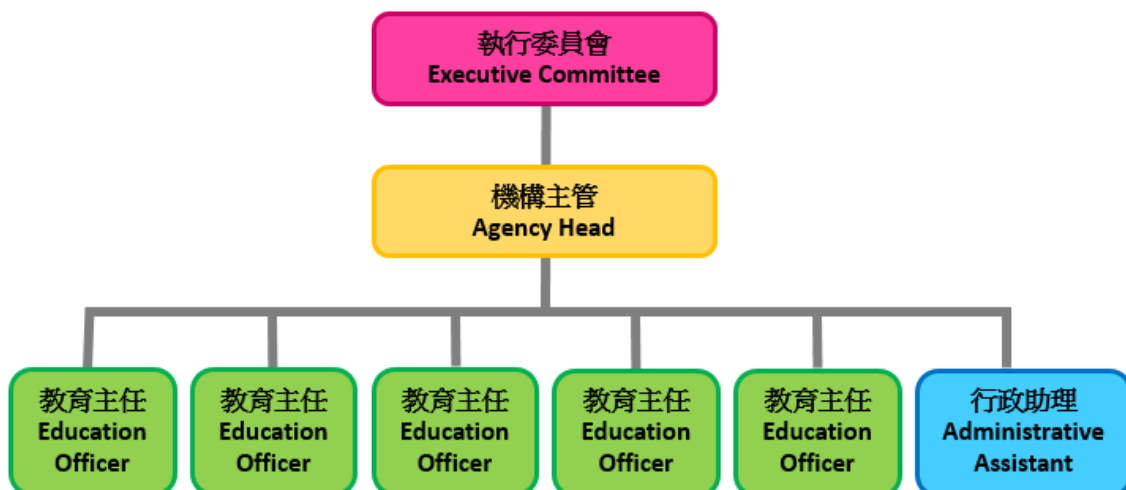 執行委員會
Executive Committee
機構主管
Agency Head
教育主任
Education
Officer
教育主任
Education
Officer
教育主任
Education
Officer
教育主任
Education
Officer
教育主任
Education
Officer
行政助理
Administrative
Assistant